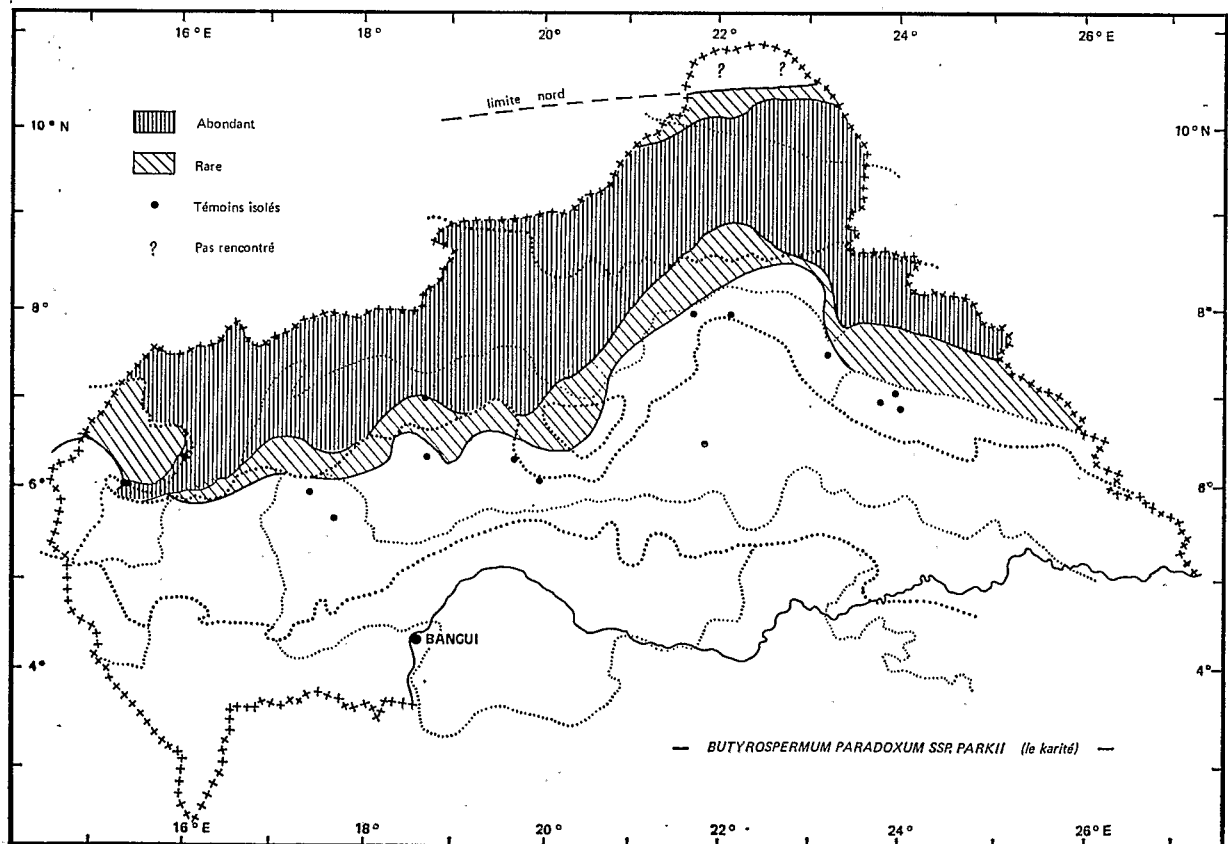 16° E
18°
20°
22°
24°
26° E
? ?
limite nord
10° N
10° N
Abondant
Rare
Témoins isolés
? Pas rencontré
8°
8°
6°
6°
BANGUI
4°
4°
BUTYROSPERMUM PARADOXUM SSP. PARKII (le karité)
16° E
18°
20°
22°
24°
26° E